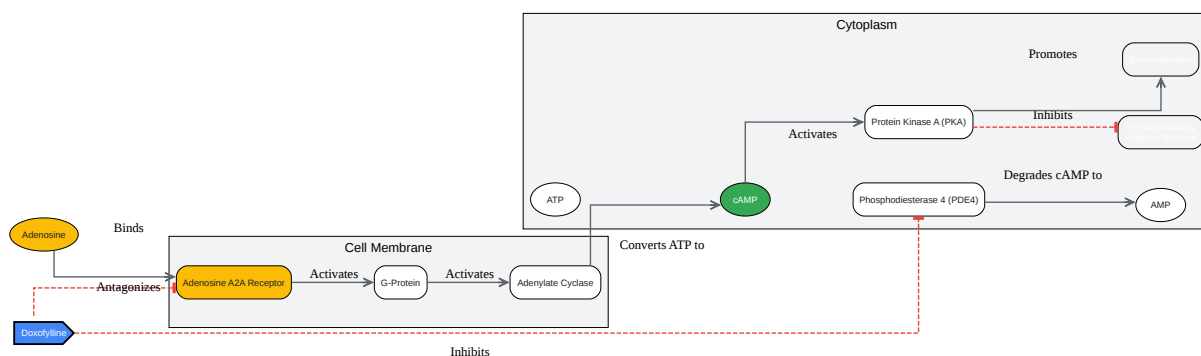 Cytoplasm
Promotes
Bronchodilation
Protein Kinase A (PKA)
Inhibits
Activates
Degrades cAMP to
ATP
cAMP
Phosphodiesterase 4 (PDE4)
AMP
Adenosine
Binds
Cell Membrane
Converts ATP to
Adenosine A2A Receptor
Activates
G-Protein
Activates
Adenylate Cyclase
Antagonizes
Doxofylline
Inhibits